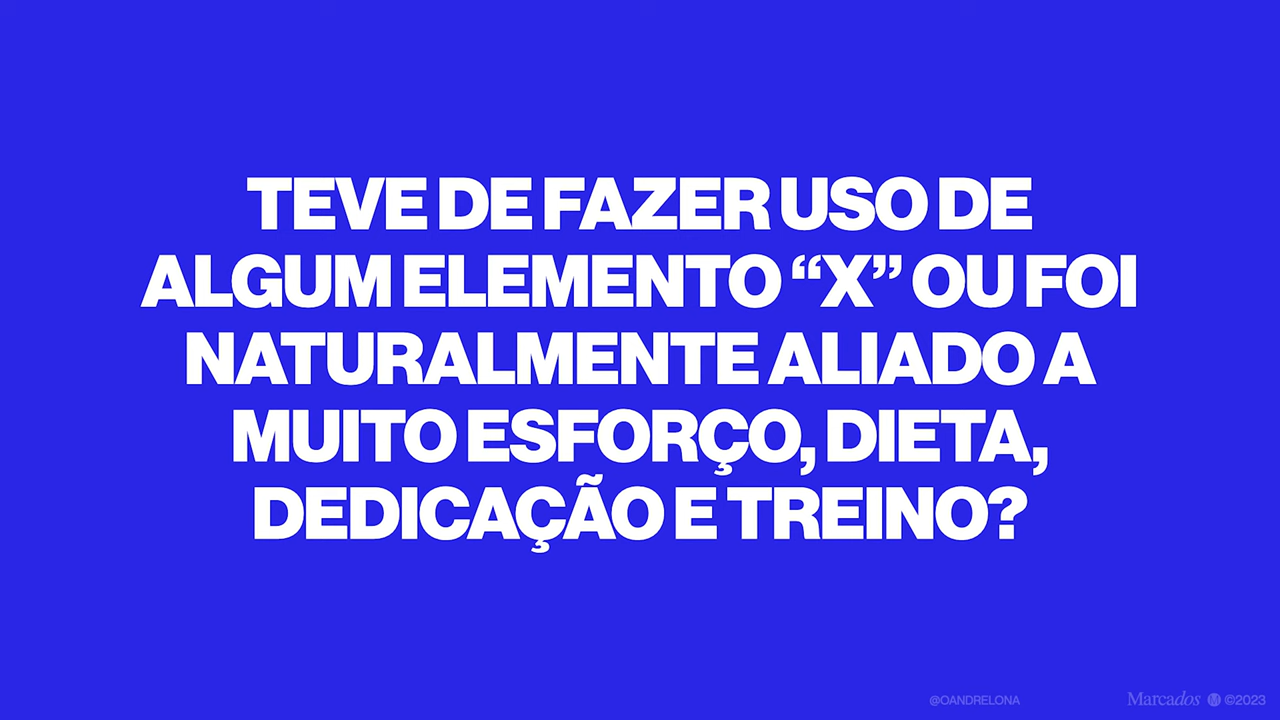 TEVE DE FAZER USO DE
ALGUM ELEMENTO “X” OU FOI
NATURALMENTE ALIADO A
MUITO ESFORÇO, DIETA,
DEDICAÇÃO E TREINO?
@OANDRELONA
Marcados M ©2023